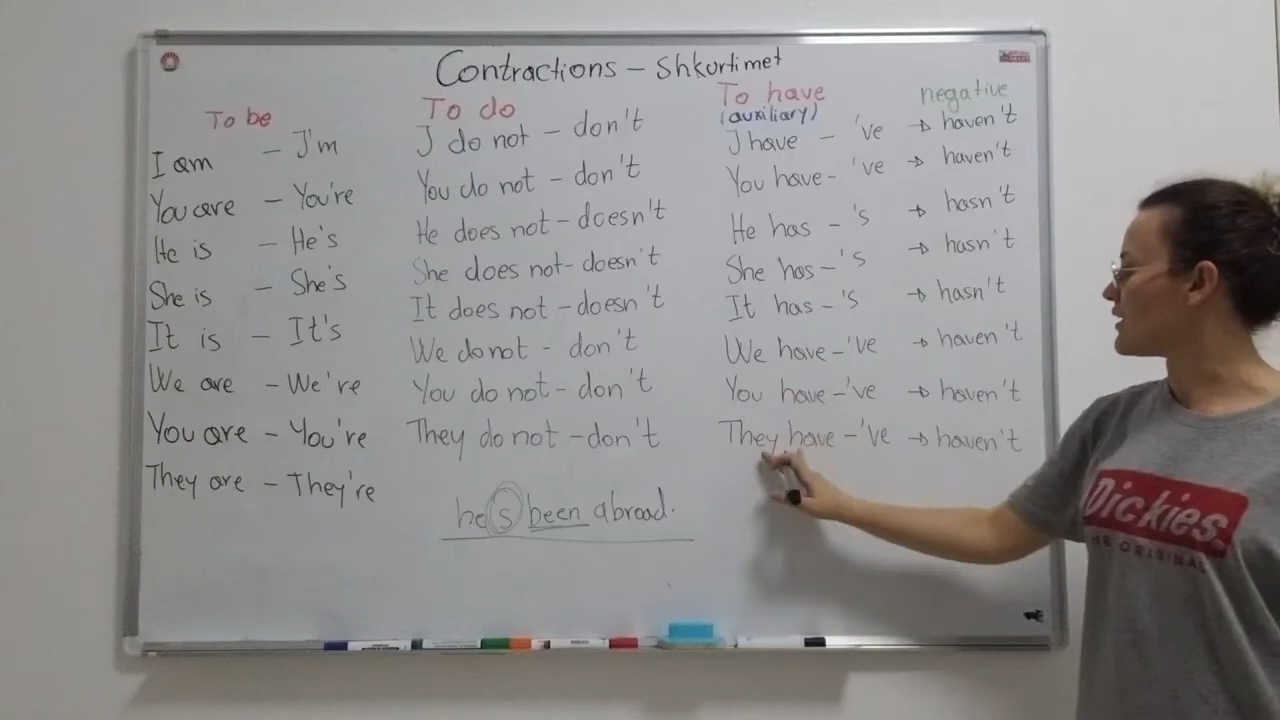 Contractions - Shkurtimet
To be
I am - I'm
You are - You're
He is - He's
She is - She's
It is - It's
We are - We're
You are - You're
They are - They're
To do
I do not - don't
You do not - don't
He does not - doesn't
She does not - doesn't
It does not - doesn't
We do not - don't
You do not - don't
They do not - don't
he's been abroad.
To have negative
(auxiliary)
I have - 've → haven't
You have - 've → haven't
He has - 's → hasn't
She has - 's → hasn't
It has - 's → hasn't
We have - 've → haven't
You have - 've → haven't
They have - 've → haven't
Dickies
HE ORIGINAL